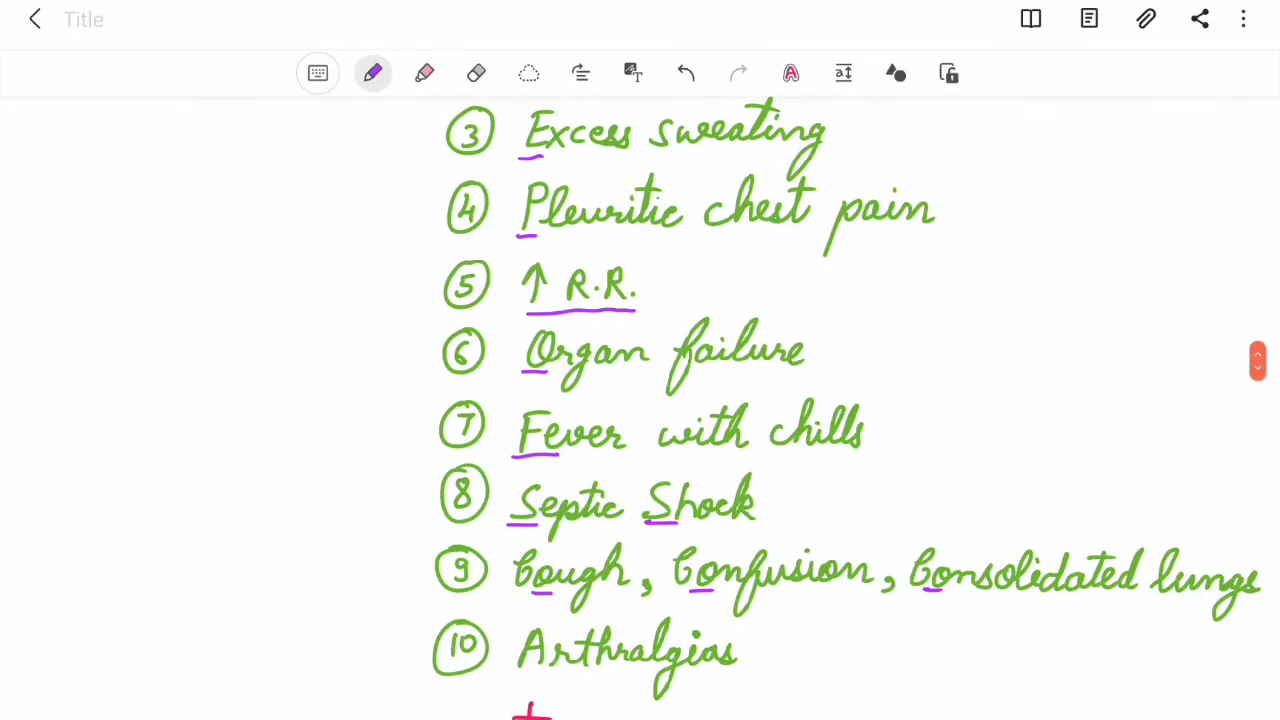 Title
③ Excess sweating
④ Pleuritic chest pain
⑤ ↑ R.R.
⑥ Organ failure
⑦ Fever with chills
⑧ Septic Shock
⑨ Cough, Confusion, Consolidated lungs
⑩ Arthralgias